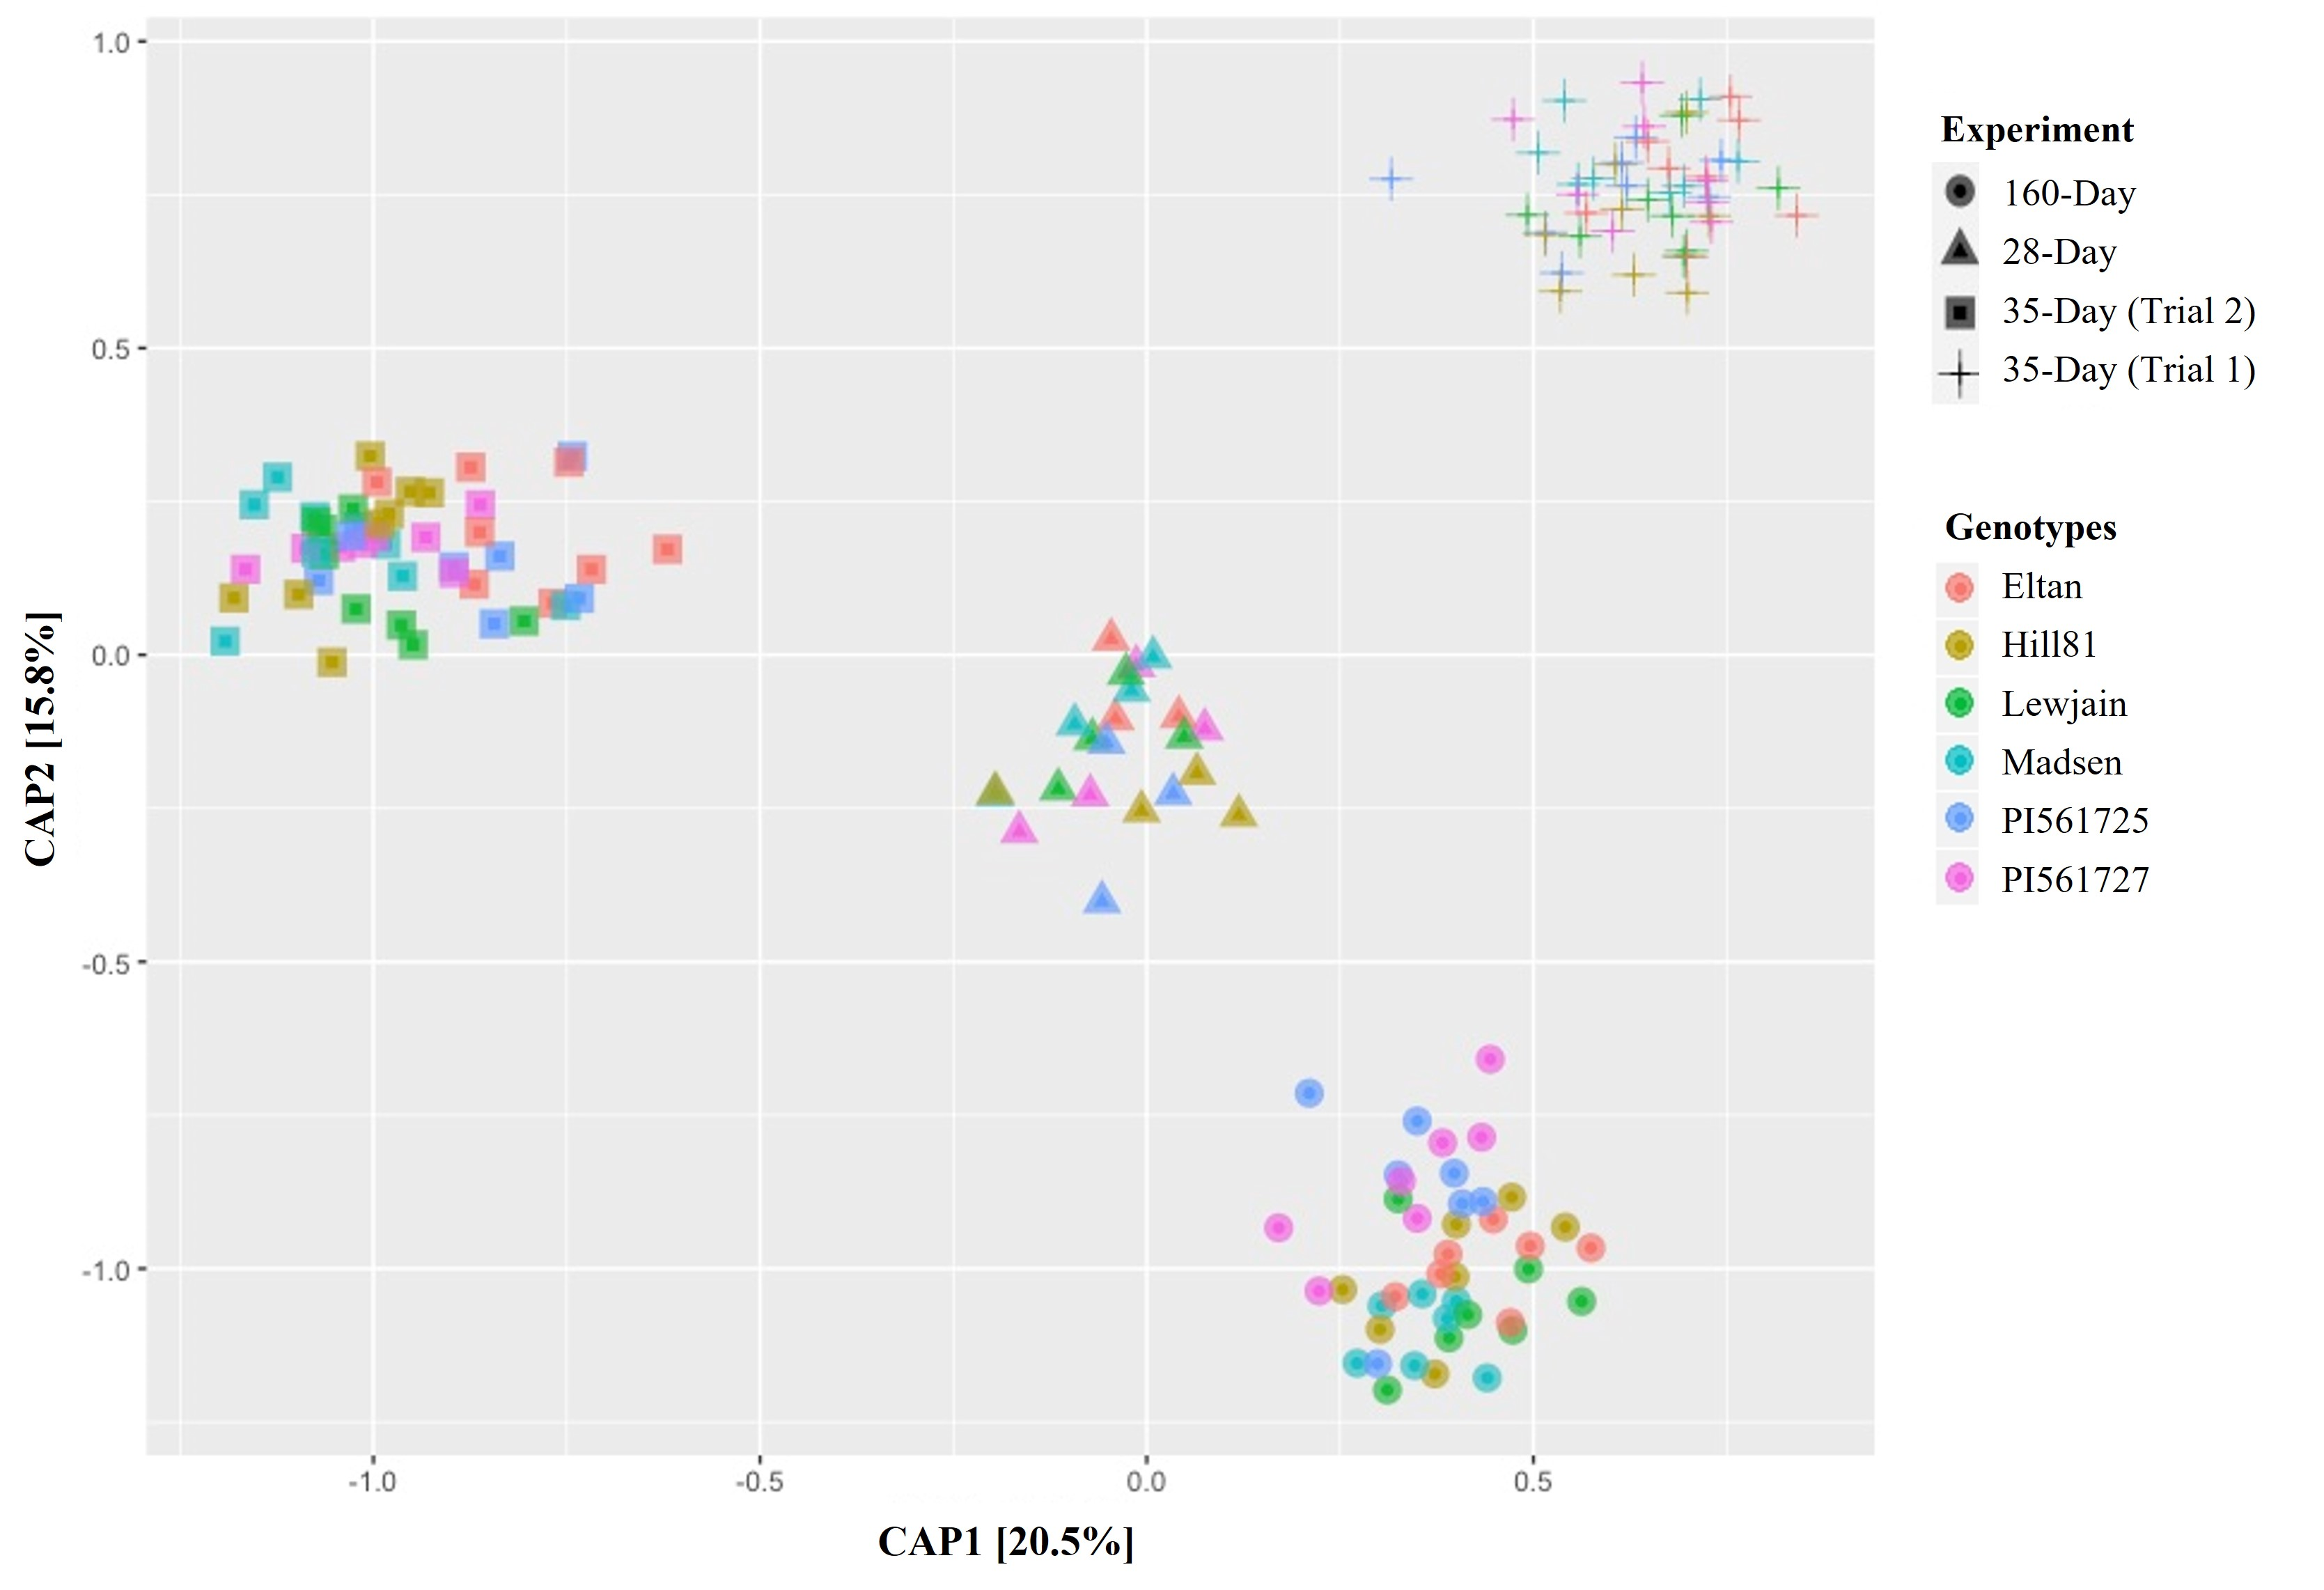 1.0
0.5
0.0
-0.5
-1.0
CAP2 [15.8%]
-1.0
-0.5
0.0
0.5
CAP1 [20.5%]
Experiment
160-Day
28-Day
35-Day (Trial 2)
35-Day (Trial 1)
Genotypes
Eltan
Hill81
Lewjain
Madsen
PI561725
PI561727